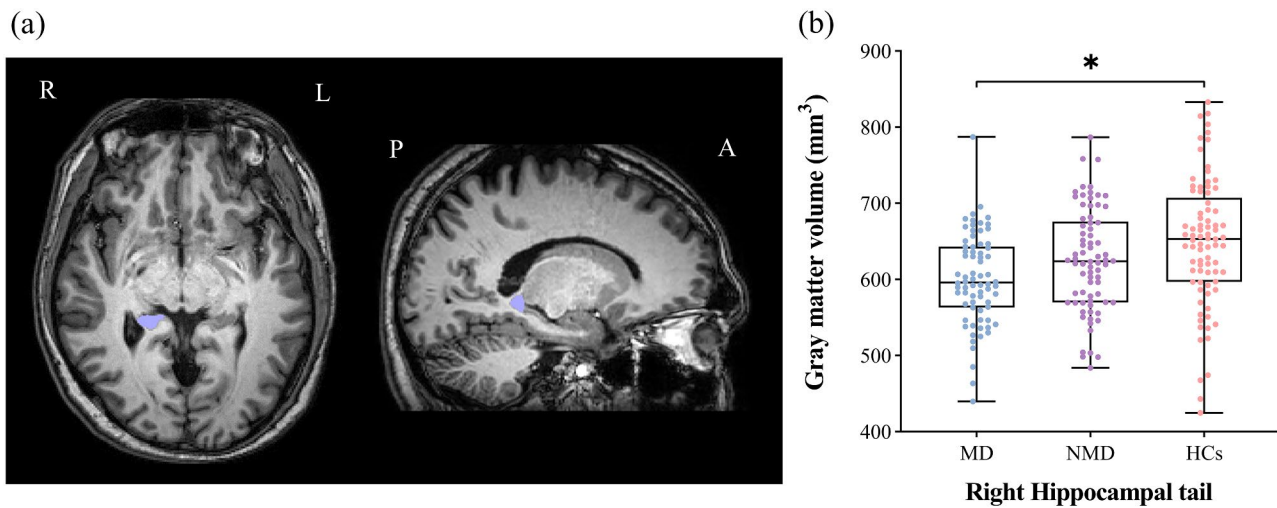 (a)
R
L
P
A
(b)
Gray matter volume (mm³)
900
800
700
600
500
400
*
MD
NMD
HCs
Right Hippocampal tail